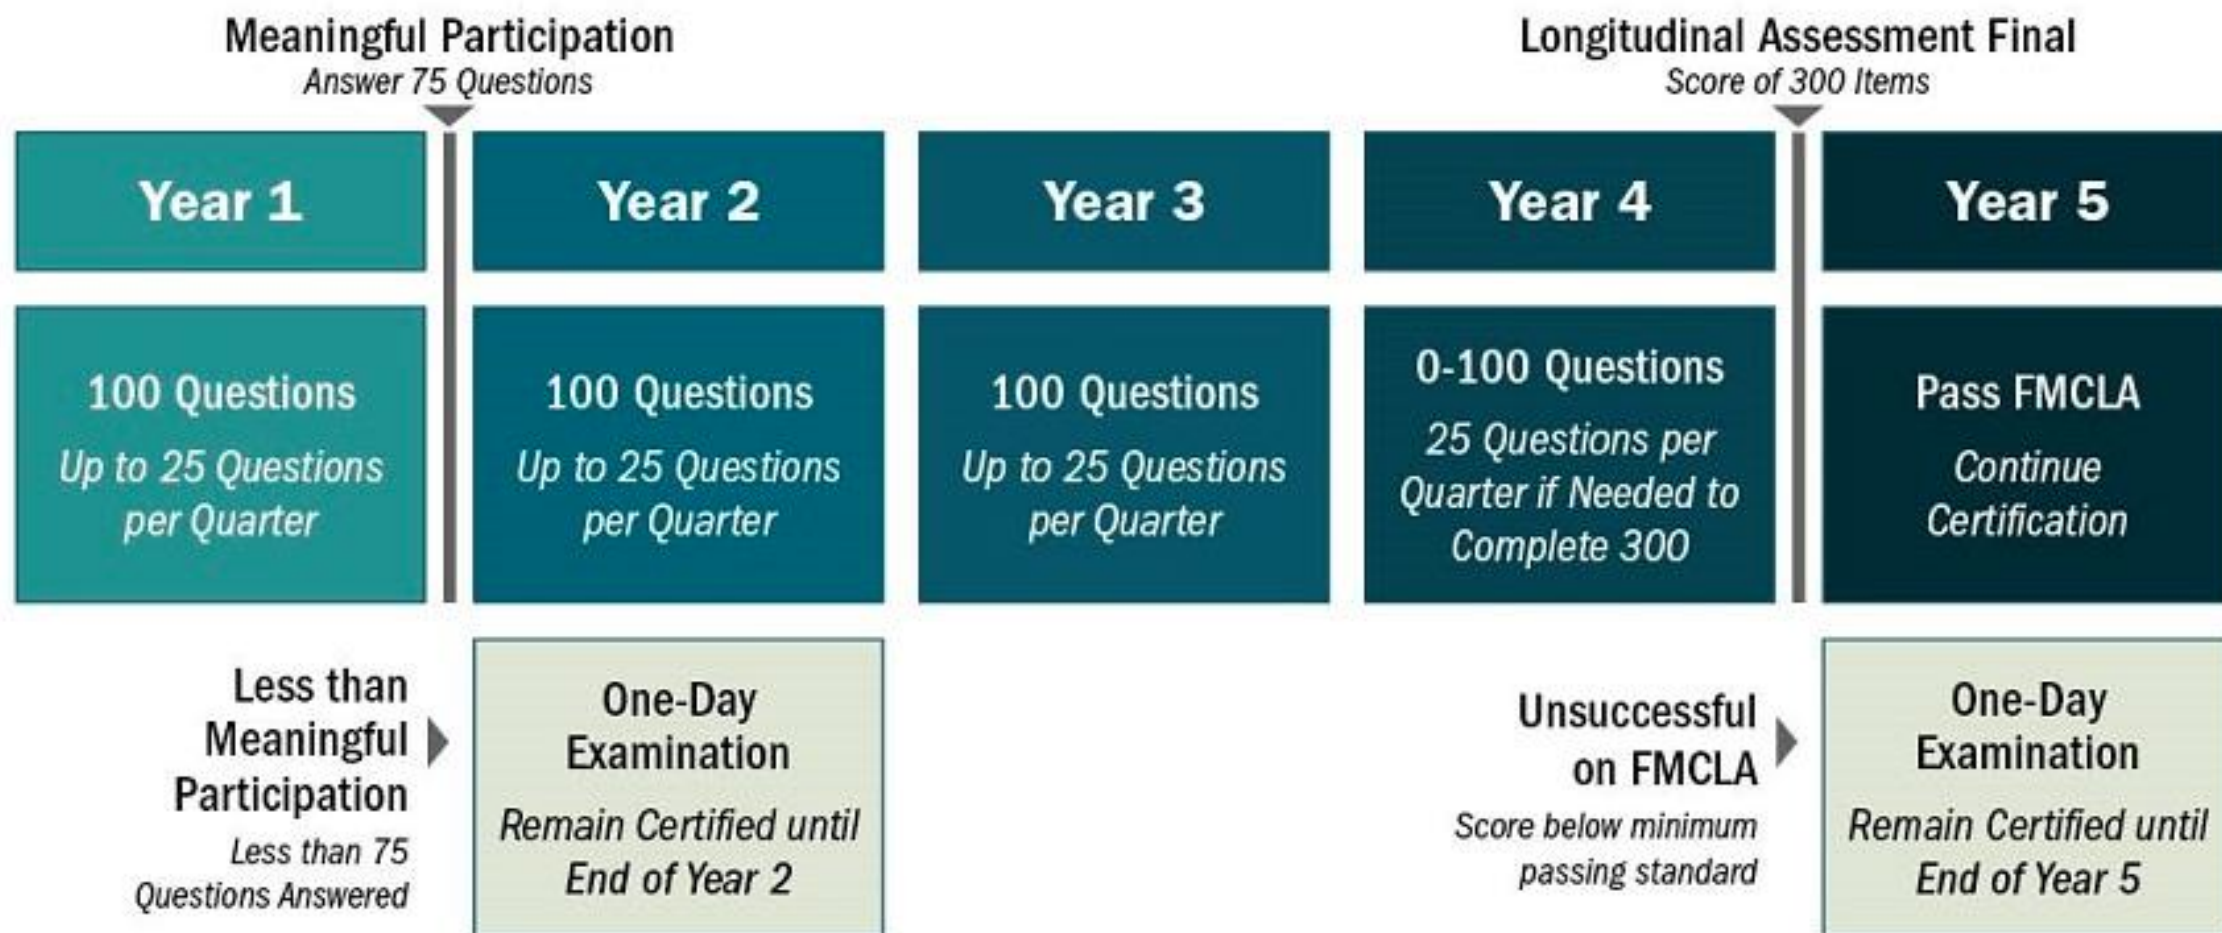 Meaningful Participation
Answer 75 Questions
Longitudinal Assessment Final
Score of 300 Items
Year 1
Year 2
Year 3
Year 4
Year 5
100 Questions
Up to 25 Questions
per Quarter
100 Questions
Up to 25 Questions
per Quarter
100 Questions
Up to 25 Questions
per Quarter
0-100 Questions
25 Questions per
Quarter if Needed to
Complete 300
Pass FMCLA
Continue
Certification
Less than
Meaningful
Participation
Less than 75
Questions Answered
One-Day
Examination
Remain Certified until
End of Year 2
Unsuccessful
on FMCLA
Score below minimum
passing standard
One-Day
Examination
Remain Certified until
End of Year 5